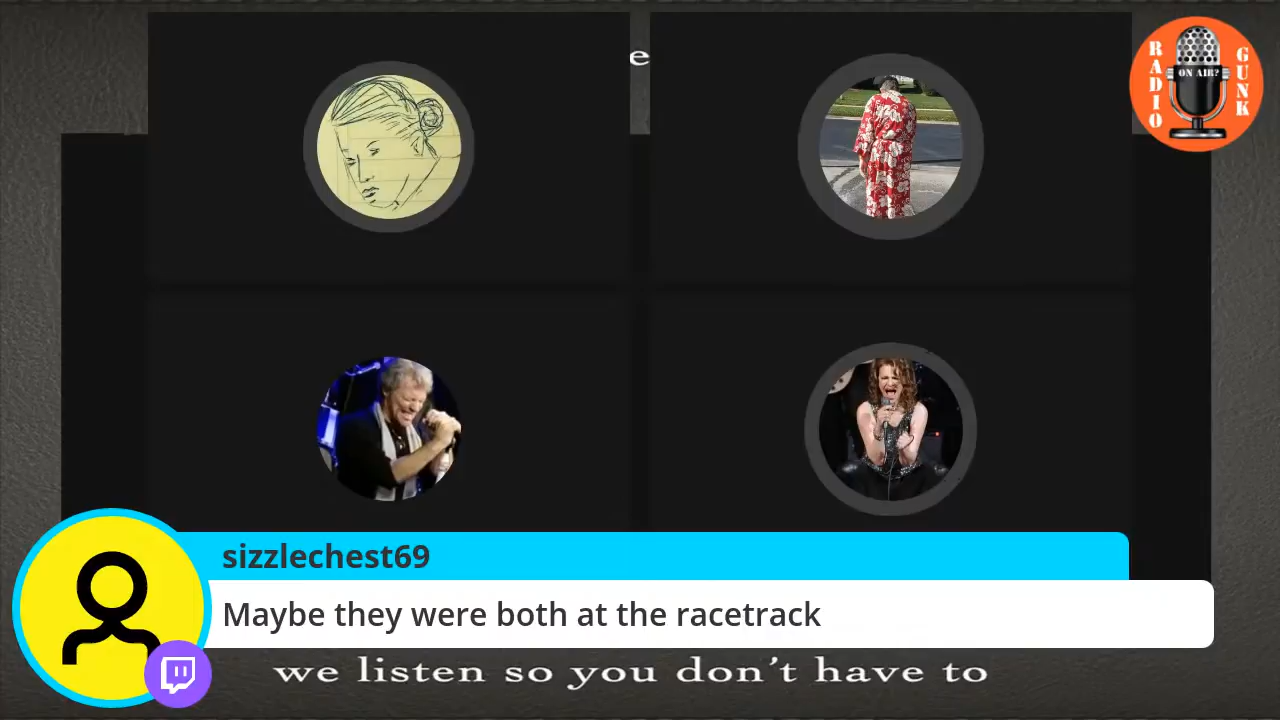 e
RADIO
ON AIR?
GUNK
sizzlechest69
Maybe they were both at the racetrack
we listen so you don't have to